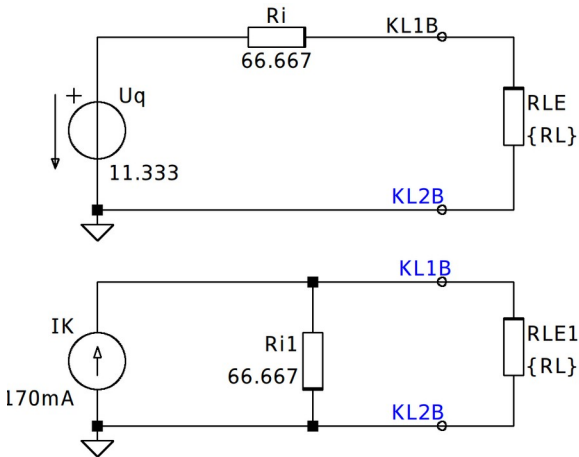 Ri
KL1B
66.667
+
Uq
RLE
{RL}
11.333
KL2B
KL1B
IK
Ri1
RLE1
66.667
{RL}
170mA
KL2B